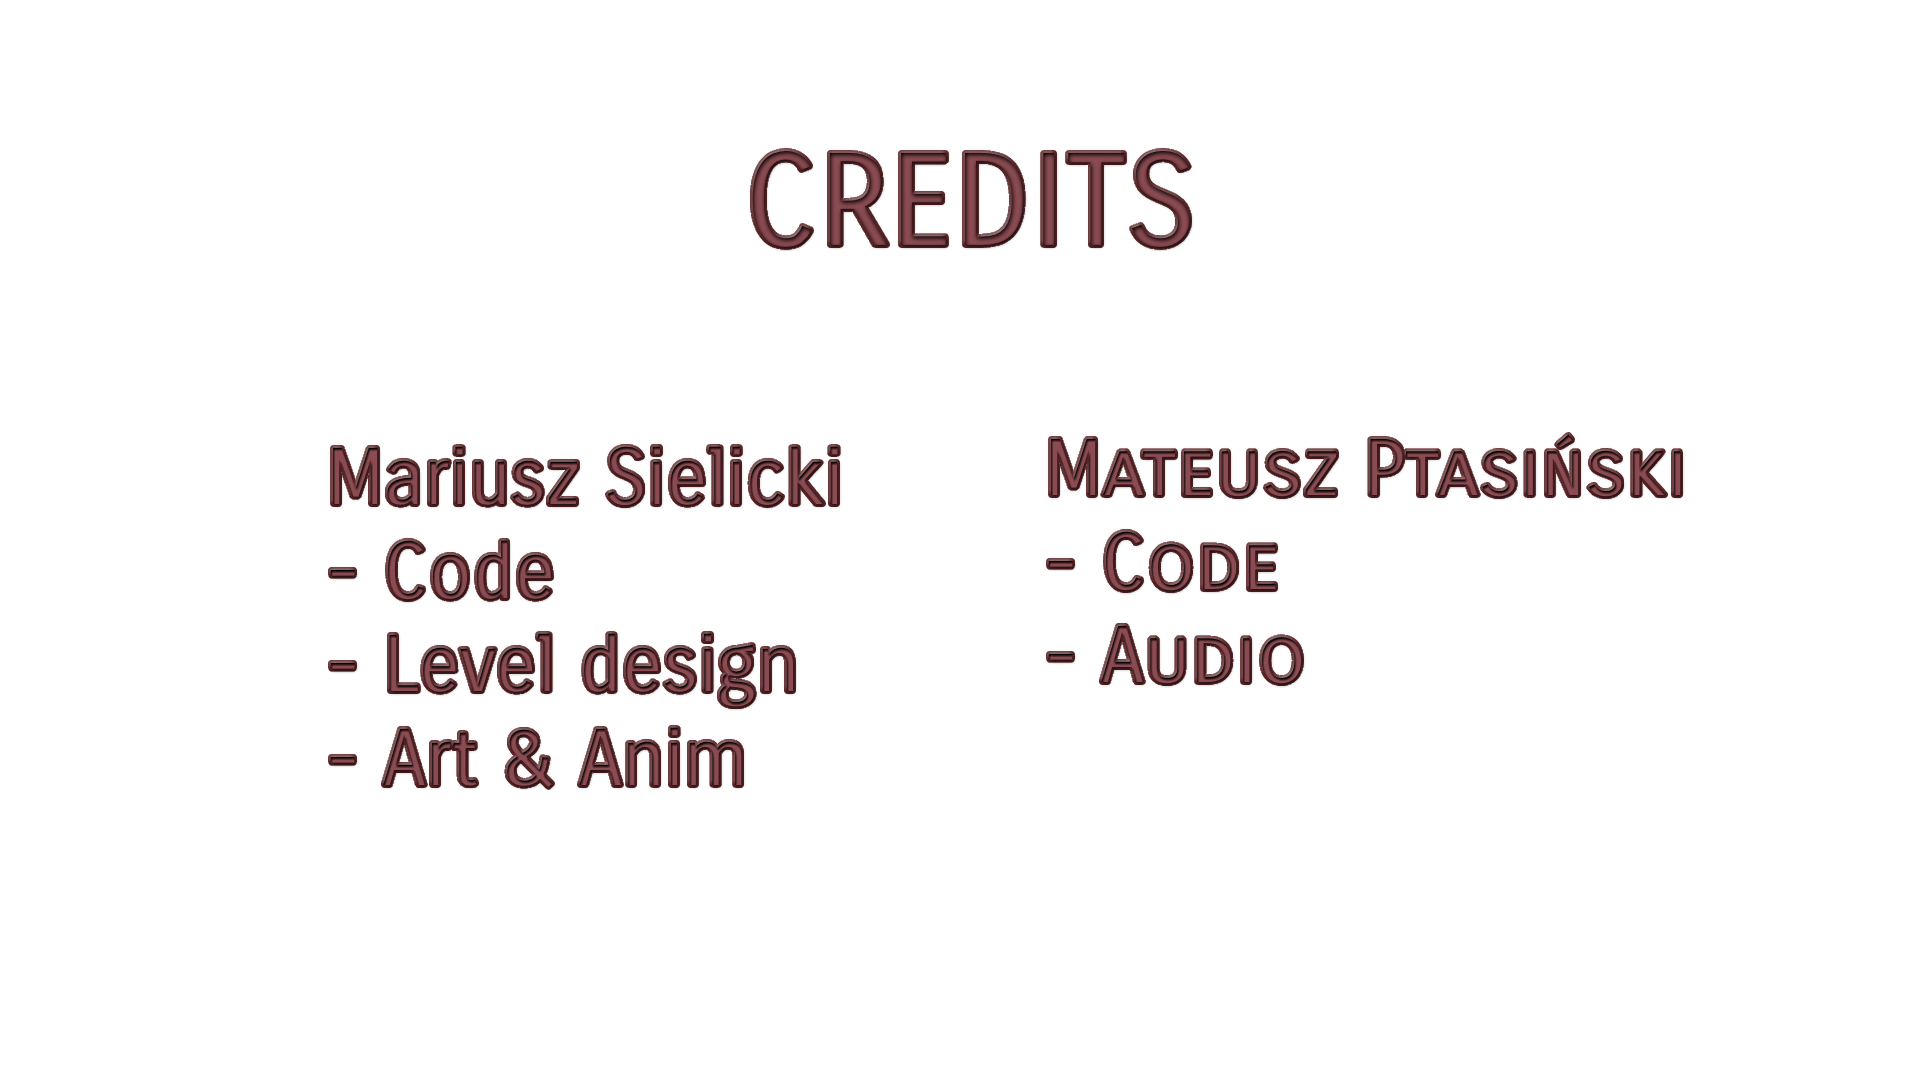 CREDITS
Mariusz Sielicki
- Code
- Level design
- Art & Anim
Mateusz Ptasiński
- Code
- Audio